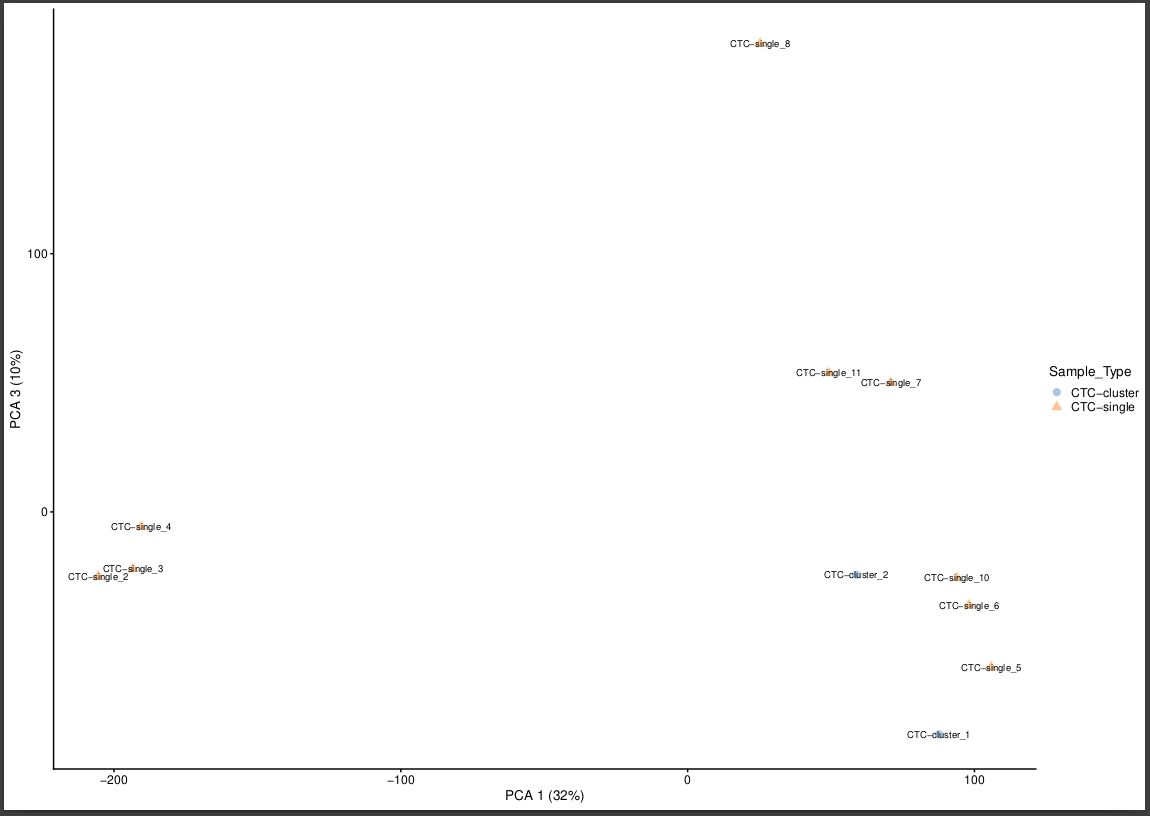 CTC−single_8
100
CTC−single_11
CTC−single_7
Sample_Type
CTC−cluster
CTC−single
PCA 3 (10%)
0
CTC−single_4
CTC−single_3
CTC−single_2
CTC−cluster_2
CTC−single_10
CTC−single_6
CTC−single_5
CTC−cluster_1
−200
−100
0
100
PCA 1 (32%)